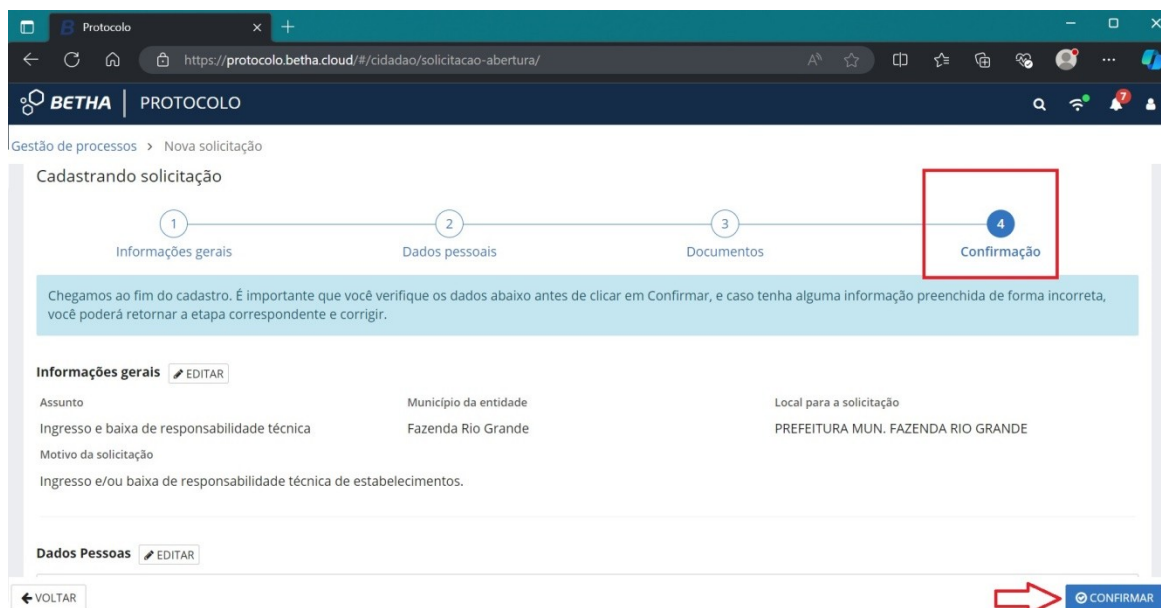 Protocolo
https://protocolo.betha.cloud/#/cidadao/solicitacao-abertura/
BETHA | PROTOCOLO
7
Gestão de processos > Nova solicitação
Cadastrando solicitação
1 2 3 4
Informações gerais Dados pessoais Documentos Confirmação
Chegamos ao fim do cadastro. É importante que você verifique os dados abaixo antes de clicar em Confirmar, e caso tenha alguma informação preenchida de forma incorreta,
você poderá retornar a etapa correspondente e corrigir.
Informações gerais EDITAR
Assunto Município da entidade Local para a solicitação
Ingresso e baixa de responsabilidade técnica Fazenda Rio Grande PREFEITURA MUN. FAZENDA RIO GRANDE
Motivo da solicitação
Ingresso e/ou baixa de responsabilidade técnica de estabelecimentos.
Dados Pessoas EDITAR
VOLTAR CONFIRMAR